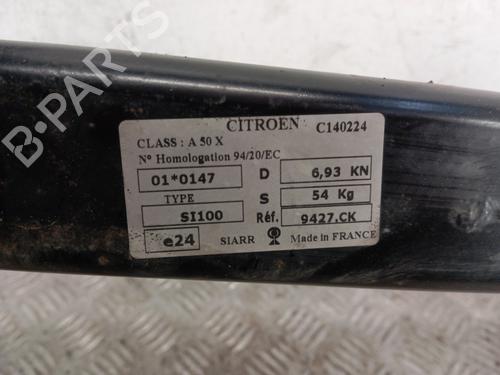 CITROEN C140224
CLASS : A 50 X
Nº Homologation 94/20/EC
01*0147 D 6,93 KN
TYPE S 54 Kg
SI100 Réf. 9427.CK
e24 SIARR Made in FRANCE
B-PARTS